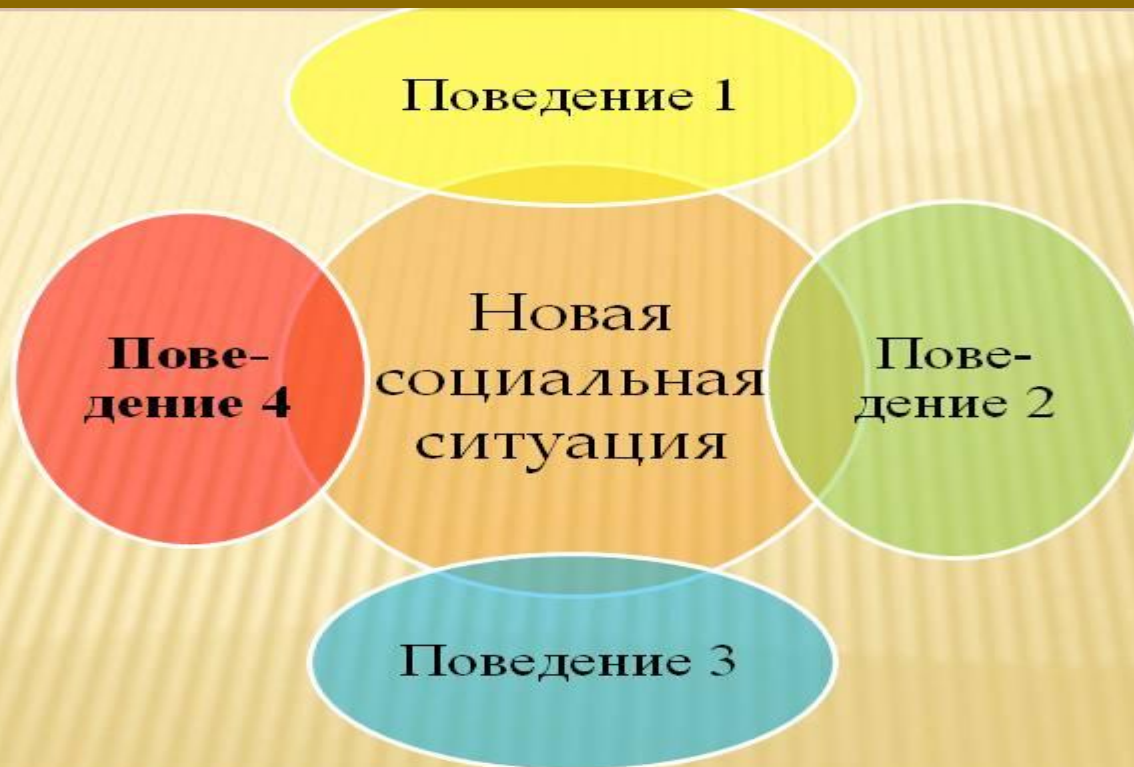 Поведение 1
Пове-
дение 4
Новая
социальная
ситуация
Пове-
дение 2
Поведение 3